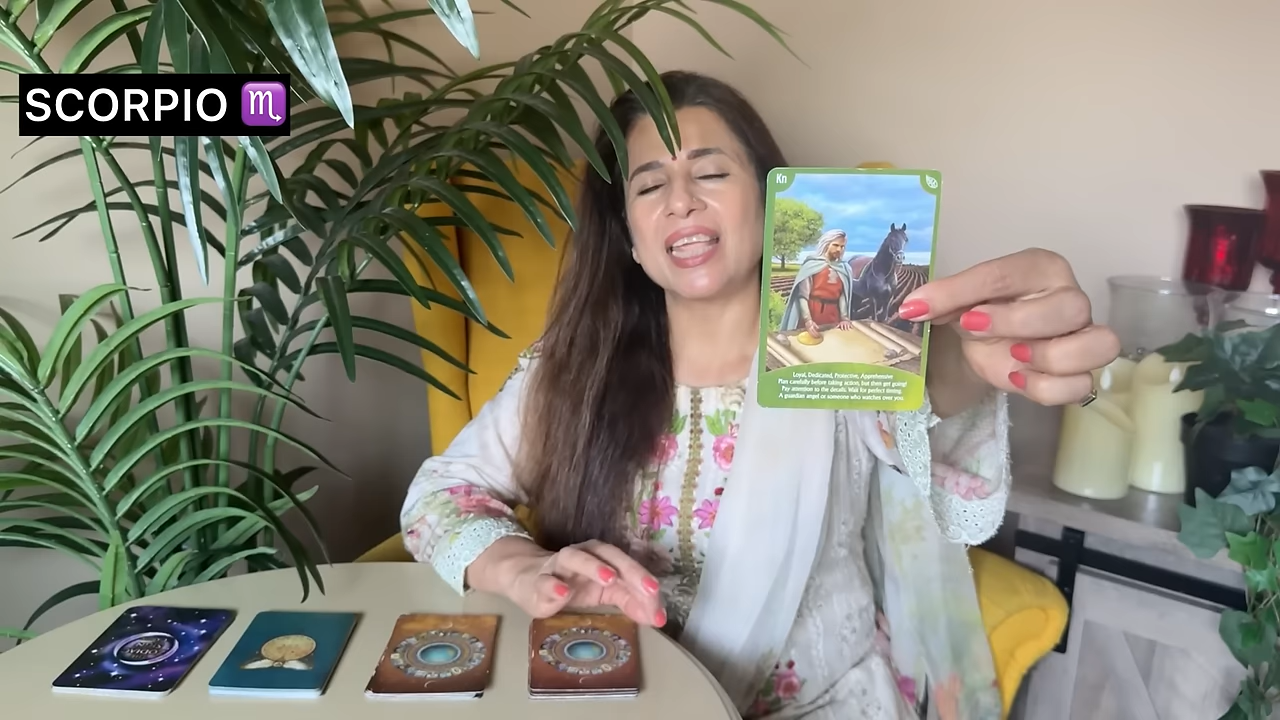 SCORPIO ♏
Kn
Loyal, Dedicated, Protective, Apprehensive
Plan carefully before taking action, but then get going!
Pay attention to the details. Wait for perfect timing.
A guardian angel or someone who watches over you.
ZODIAC